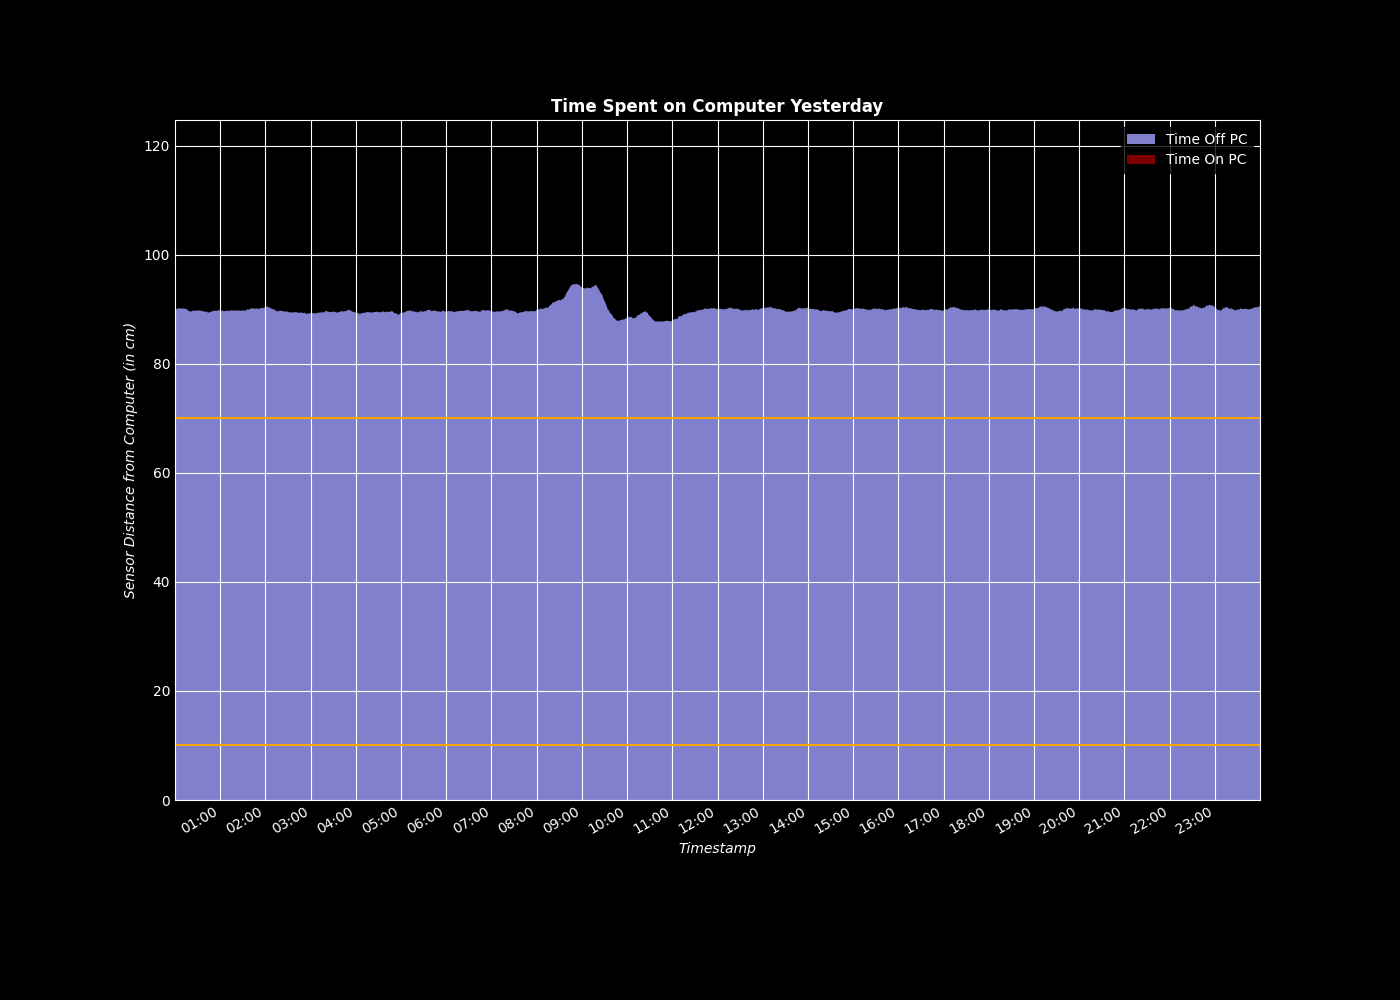 Time Spent on Computer Yesterday
Time Off PC
Time On PC
120
100
80
60
40
20
0
Sensor Distance from Computer (in cm)
01:00 02:00 03:00 04:00 05:00 06:00 07:00 08:00 09:00 10:00 11:00 12:00 13:00 14:00 15:00 16:00 17:00 18:00 19:00 20:00 21:00 22:00 23:00
Timestamp